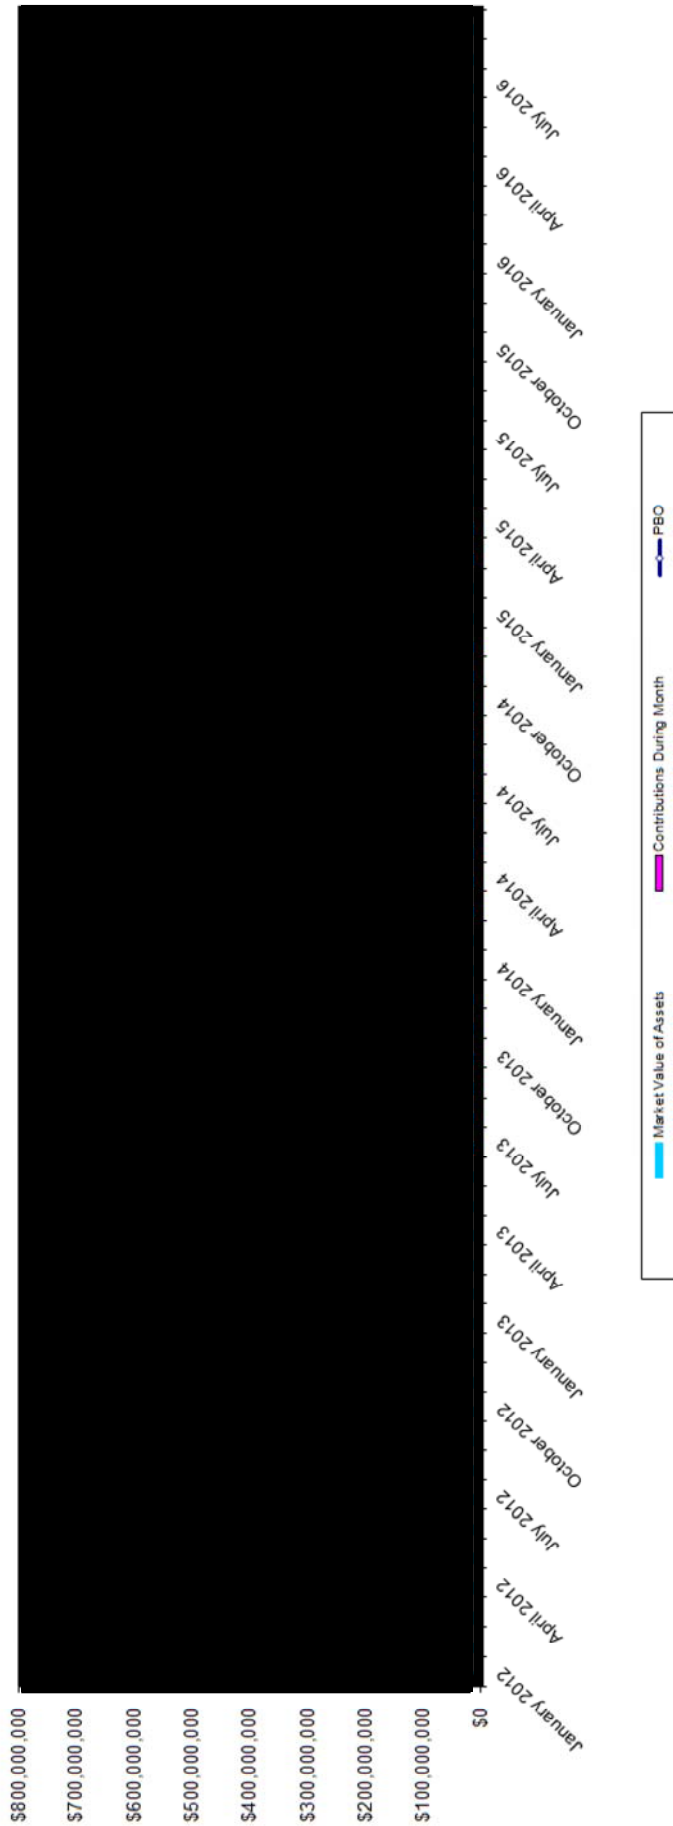 $800,000,000
$700,000,000
$600,000,000
$500,000,000
$400,000,000
$300,000,000
$200,000,000
$100,000,000
$0
January 2012
April 2012
July 2012
October 2012
January 2013
April 2013
July 2013
October 2013
January 2014
April 2014
July 2014
October 2014
January 2015
April 2015
July 2015
October 2015
January 2016
April 2016
July 2016
Market Value of Assets
Contributions During Month
PBO